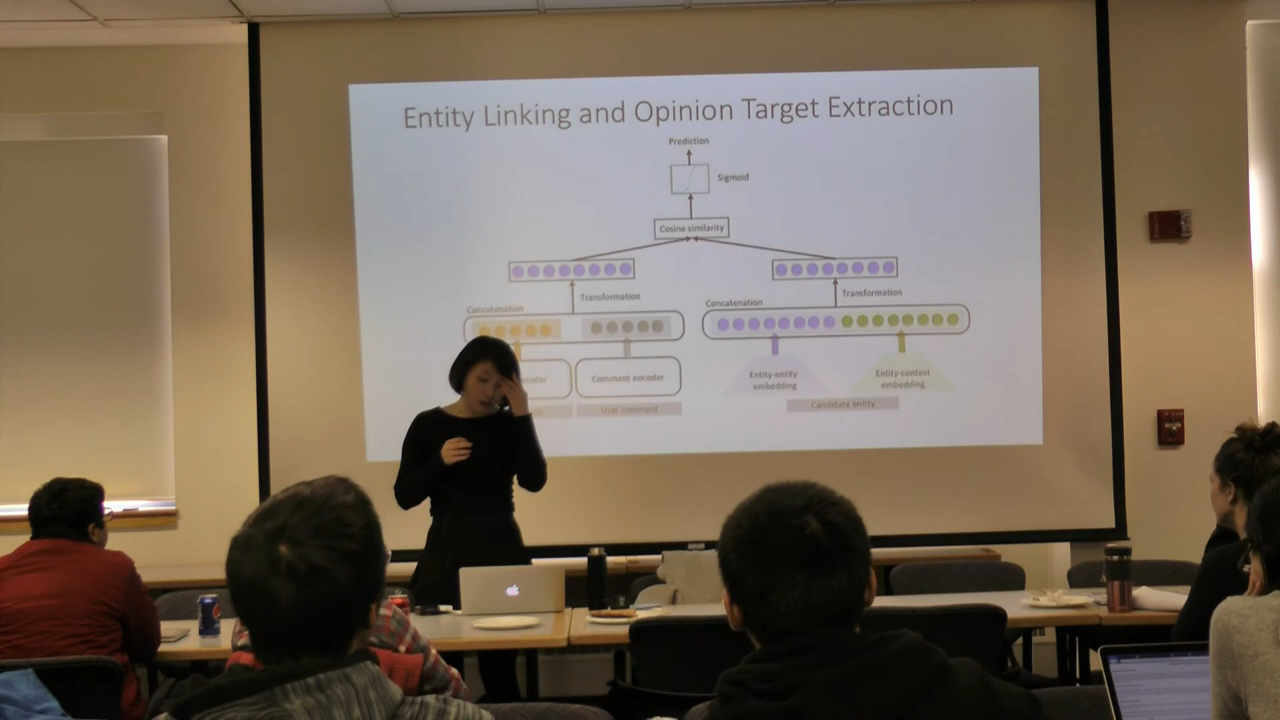 Entity Linking and Opinion Target Extraction
Prediction
Sigmoid
Cosine similarity
Transformation
Transformation
Concatenation
Concatenation
coder
Comment encoder
Entity-entity
embedding
Entity-context
embedding
User comment
Candidate entity